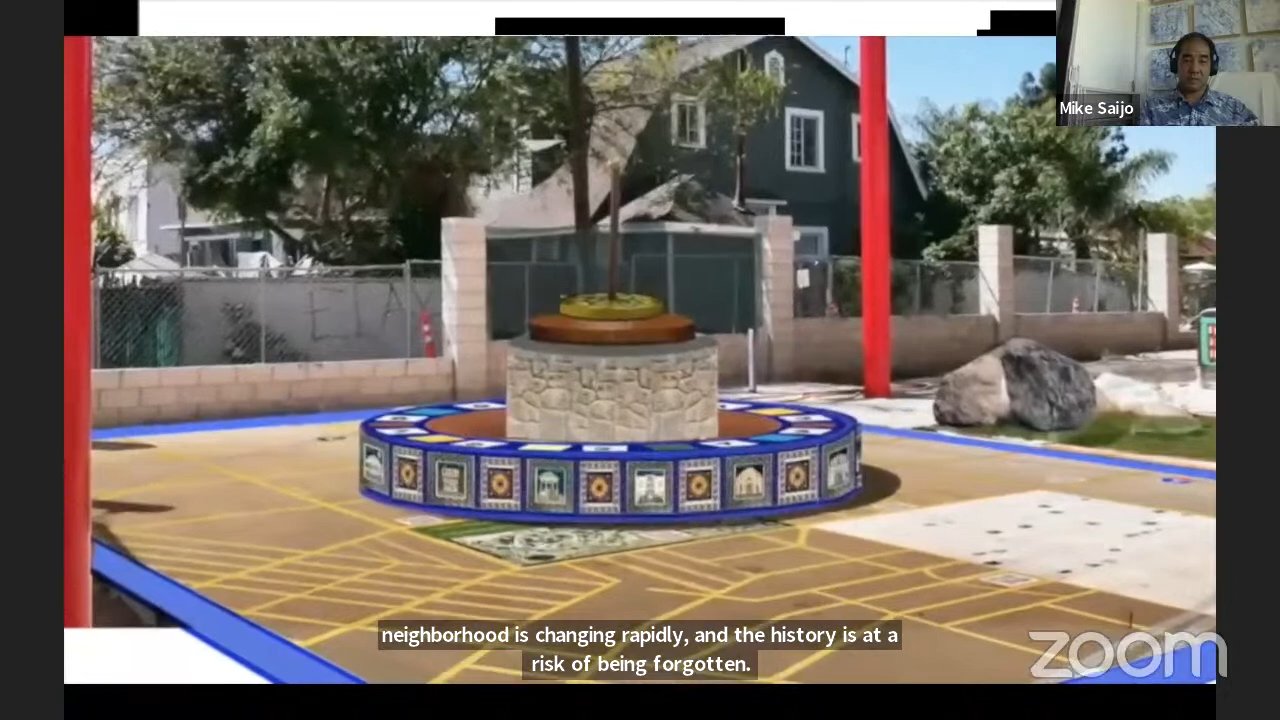 Mike Saijo
neighborhood is changing rapidly, and the history is at a
risk of being forgotten.
zoom